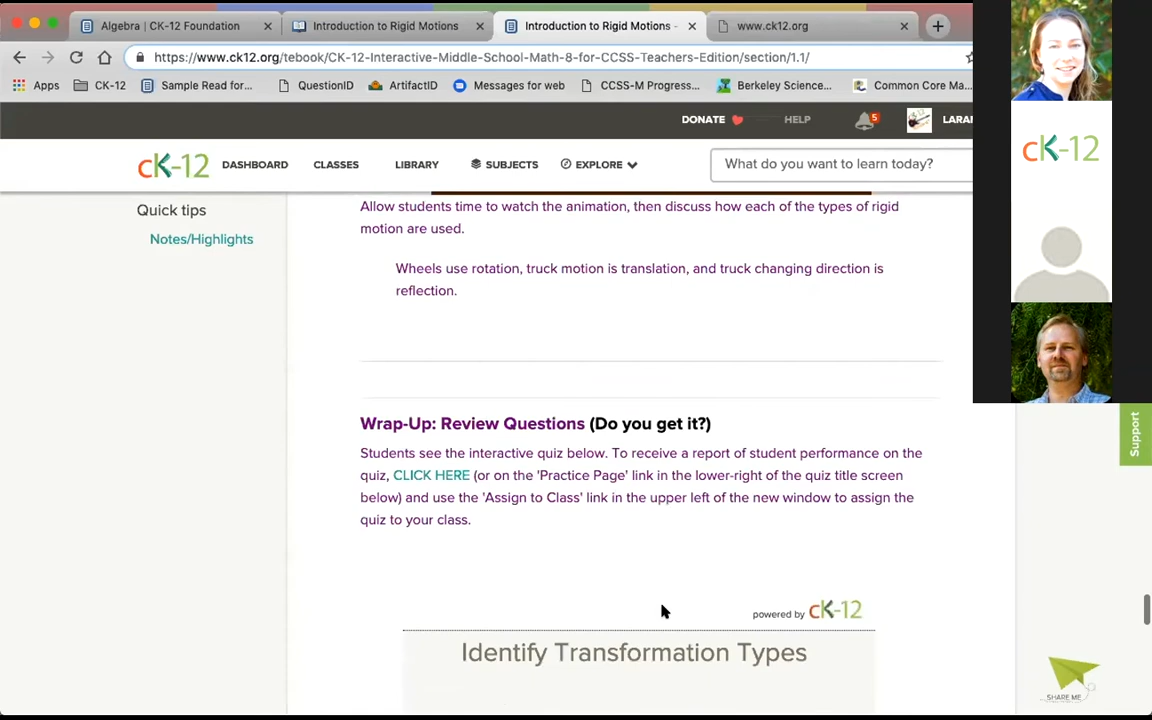 Algebra | CK-12 Foundation
Introduction to Rigid Motions
Introduction to Rigid Motions -
www.ck12.org
https://www.ck12.org/tebook/CK-12-Interactive-Middle-School-Math-8-for-CCSS-Teachers-Edition/section/1.1/
Apps CK-12 Sample Read for... QuestionID ArtifactID Messages for web CCSS-M Progress... Berkeley Science... Common Core Ma...
DONATE HELP 5 LARAM
cK-12 DASHBOARD CLASSES LIBRARY SUBJECTS EXPLORE What do you want to learn today?
cK-12
Quick tips
Notes/Highlights
Allow students time to watch the animation, then discuss how each of the types of rigid
motion are used.
Wheels use rotation, truck motion is translation, and truck changing direction is
reflection.
Wrap-Up: Review Questions (Do you get it?)
Students see the interactive quiz below. To receive a report of student performance on the
quiz, CLICK HERE (or on the 'Practice Page' link in the lower-right of the quiz title screen
below) and use the 'Assign to Class' link in the upper left of the new window to assign the
quiz to your class.
powered by cK-12
Identify Transformation Types
Support
SHARE ME